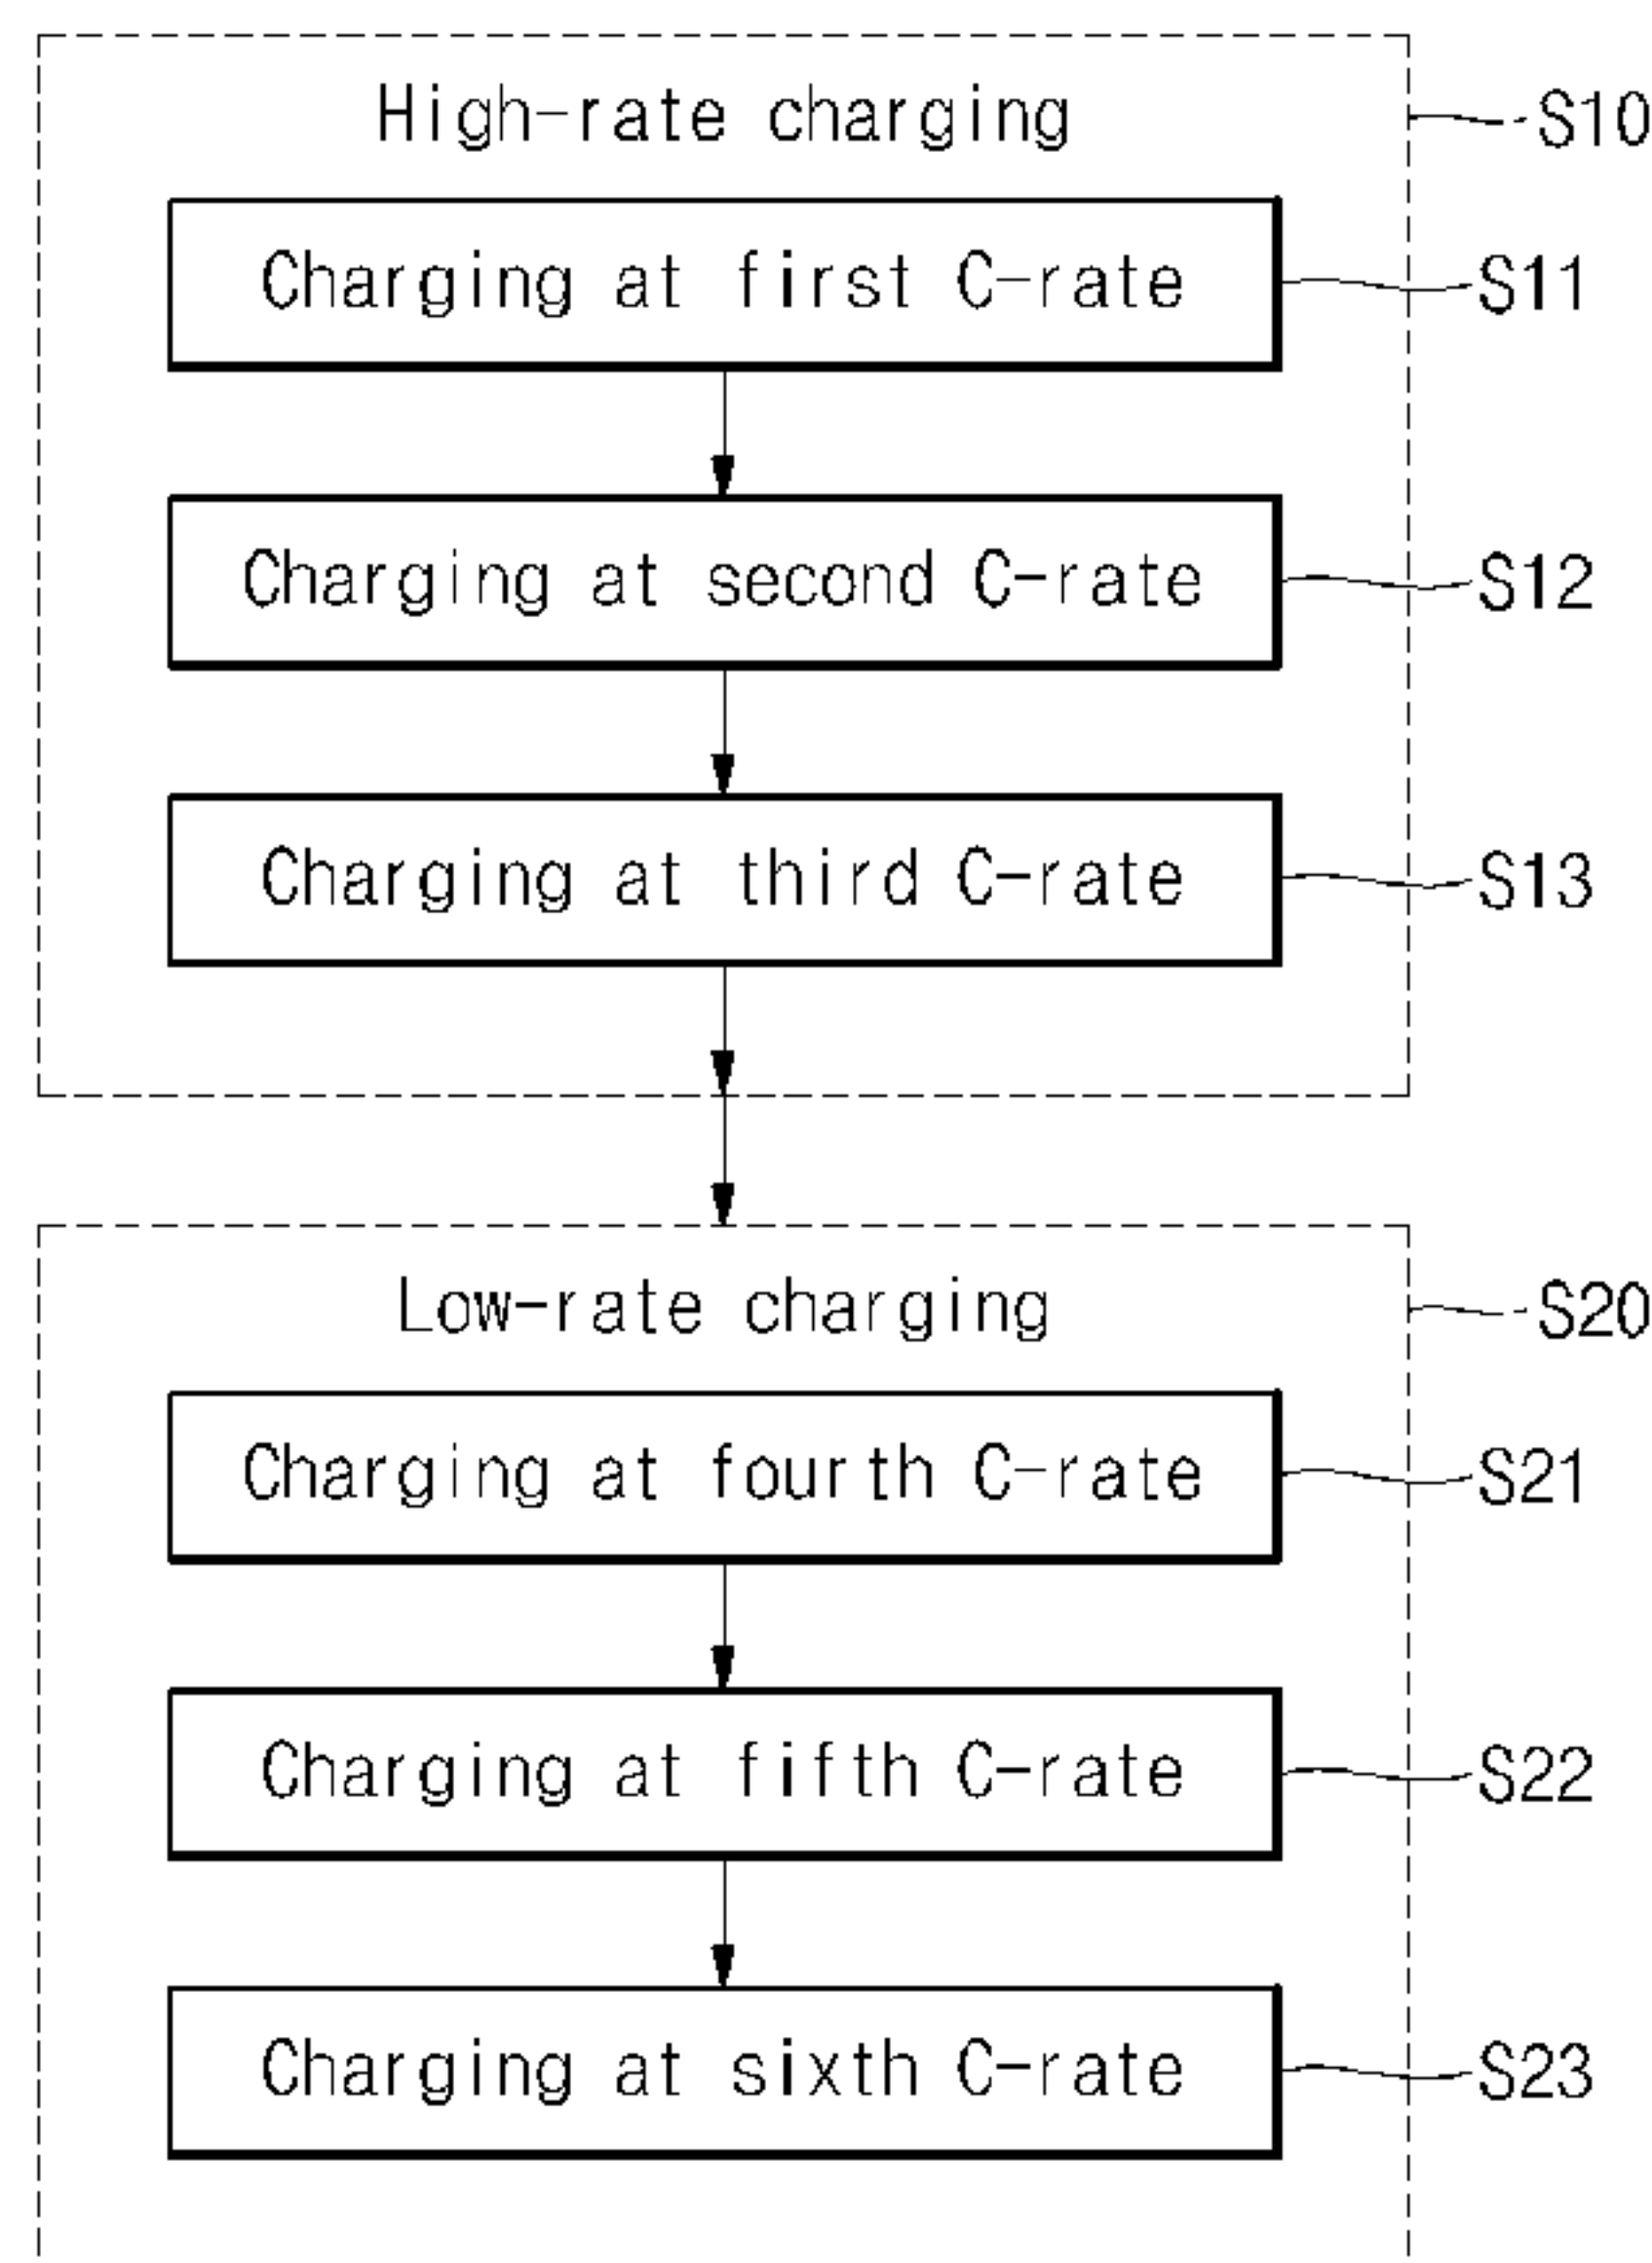 High-rate charging S10
Charging at first C-rate S11
Charging at second C-rate S12
Charging at third C-rate S13
Low-rate charging S20
Charging at fourth C-rate S21
Charging at fifth C-rate S22
Charging at sixth C-rate S23